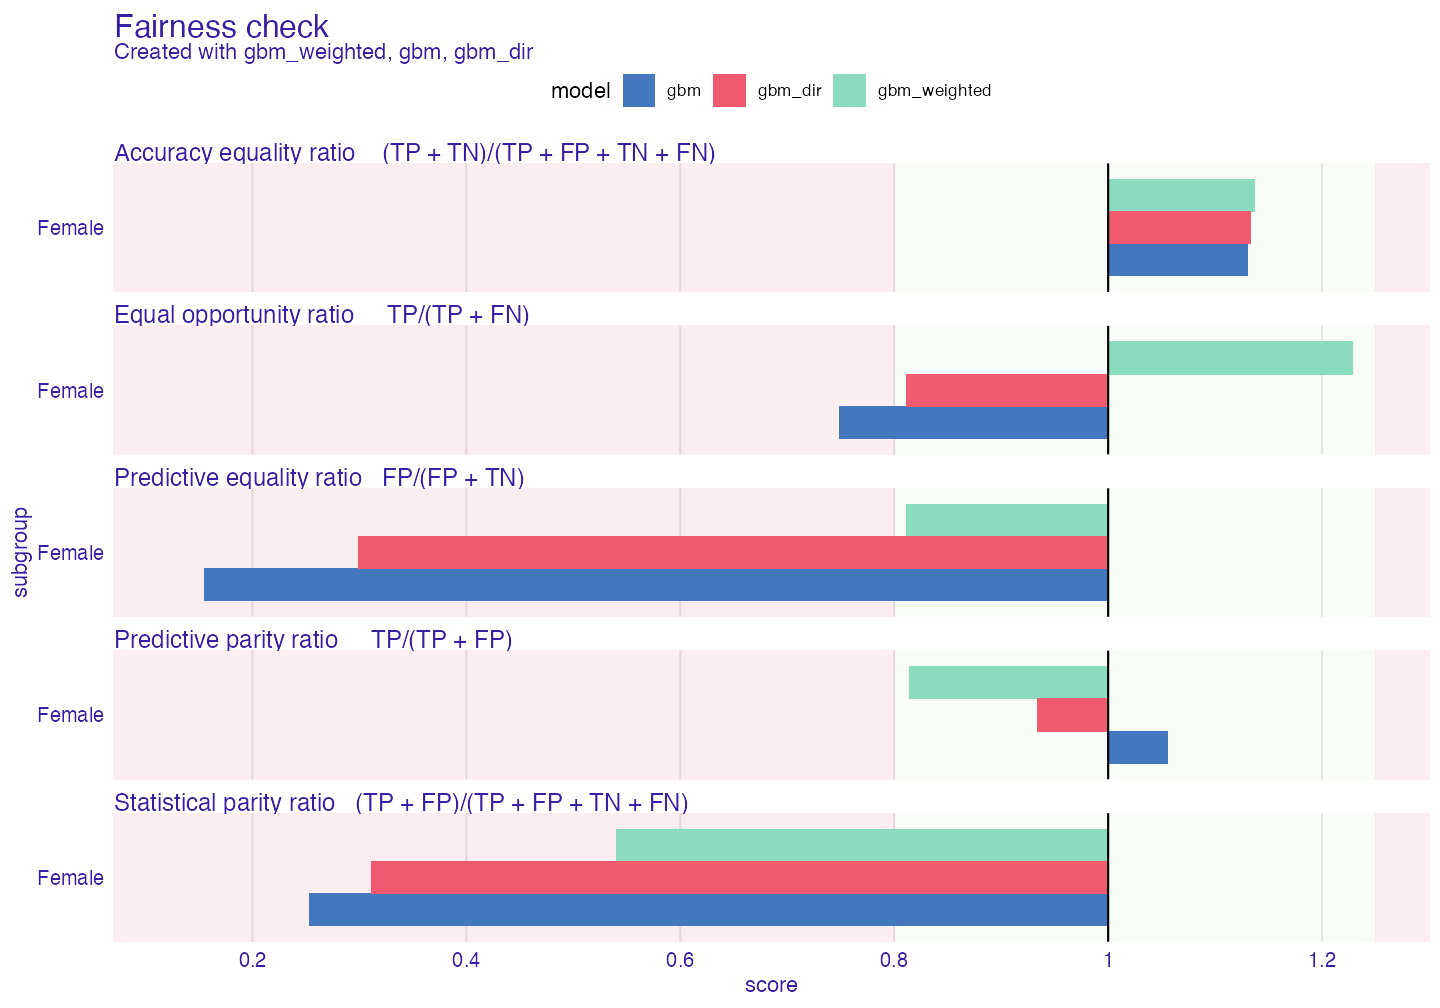 Fairness check
Created with gbm_weighted, gbm, gbm_dir
model gbm gbm_dir gbm_weighted
Accuracy equality ratio (TP + TN)/(TP + FP + TN + FN)
Female
Equal opportunity ratio TP/(TP + FN)
Female
Predictive equality ratio FP/(FP + TN)
Female
subgroup
Predictive parity ratio TP/(TP + FP)
Female
Statistical parity ratio (TP + FP)/(TP + FP + TN + FN)
Female
0.2 0.4 0.6 0.8 1 1.2
score